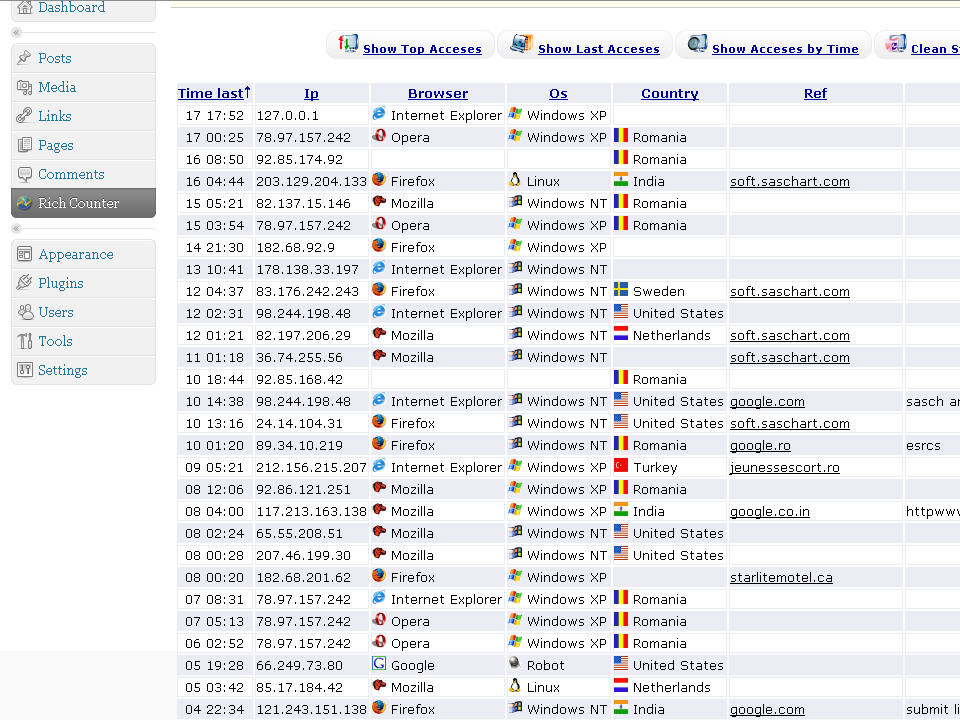 Dashboard
Posts
Media
Links
Pages
Comments
Rich Counter
Appearance
Plugins
Users
Tools
Settings
Show Top Acceses Show Last Acceses Show Acceses by Time Clean S
Time last↑ Ip Browser Os Country Ref
17 17:52 127.0.0.1 Internet Explorer Windows XP
17 00:25 78.97.157.242 Opera Windows XP Romania
16 08:50 92.85.174.92 Romania
16 04:44 203.129.204.133 Firefox Linux India soft.saschart.com
15 05:21 82.137.15.146 Mozilla Windows NT Romania
15 03:54 78.97.157.242 Opera Windows XP Romania
14 21:30 182.68.92.9 Firefox Windows XP
13 10:41 178.138.33.197 Internet Explorer Windows NT
12 04:37 83.176.242.243 Firefox Windows NT Sweden soft.saschart.com
12 02:31 98.244.198.48 Internet Explorer Windows NT United States
12 01:21 82.197.206.29 Mozilla Windows NT Netherlands soft.saschart.com
11 01:18 36.74.255.56 Mozilla Windows NT soft.saschart.com
10 18:44 92.85.168.42 Romania
10 14:38 98.244.198.48 Internet Explorer Windows NT United States google.com sasch ar
10 13:16 24.14.104.31 Firefox Windows NT United States soft.saschart.com
10 01:20 89.34.10.219 Firefox Windows NT Romania google.ro esrcs
09 05:21 212.156.215.207 Internet Explorer Windows XP Turkey jeunessescort.ro
08 12:06 92.86.121.251 Mozilla Windows XP Romania
08 04:00 117.213.163.138 Mozilla Windows XP India google.co.in httpwww
08 02:24 65.55.208.51 Mozilla Windows NT United States
08 00:28 207.46.199.30 Mozilla Windows NT United States
08 00:20 182.68.201.62 Firefox Windows XP starlitemotel.ca
07 08:31 78.97.157.242 Internet Explorer Windows XP Romania
07 05:13 78.97.157.242 Opera Windows XP Romania
06 02:52 78.97.157.242 Opera Windows XP Romania
05 19:28 66.249.73.80 Google Robot United States
05 03:42 85.17.184.42 Mozilla Linux Netherlands
04 22:34 121.243.151.138 Firefox Windows NT India google.com submit li